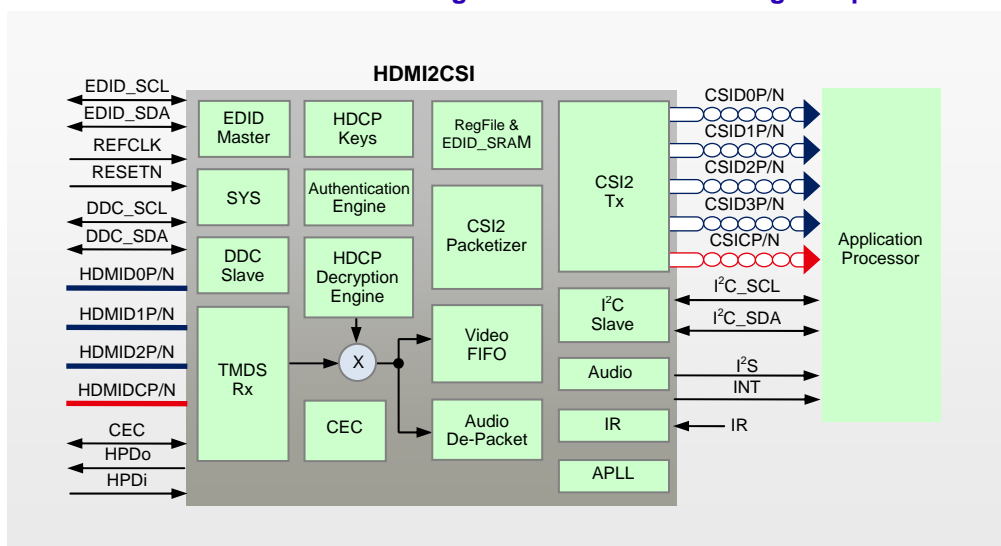 HDMI2CSI
EDID_SCL
EDID_SDA
REFCLK
RESETN
DDC_SCL
DDC_SDA
HDMID0P/N
HDMID1P/N
HDMID2P/N
HDMIDCP/N
CEC
HPDo
HPDi
EDID
Master
SYS
DDC
Slave
TMDS
Rx
HDCP
Keys
Authentication
Engine
HDCP
Decryption
Engine
X
CEC
RegFile &
EDID_SRAM
CSI2
Packetizer
Video
FIFO
Audio
De-Packet
CSI2
Tx
I²C
Slave
Audio
IR
APLL
CSID0P/N
CSID1P/N
CSID2P/N
CSID3P/N
CSICP/N
I²C_SCL
I²C_SDA
I²S
INT
IR
Application
Processor